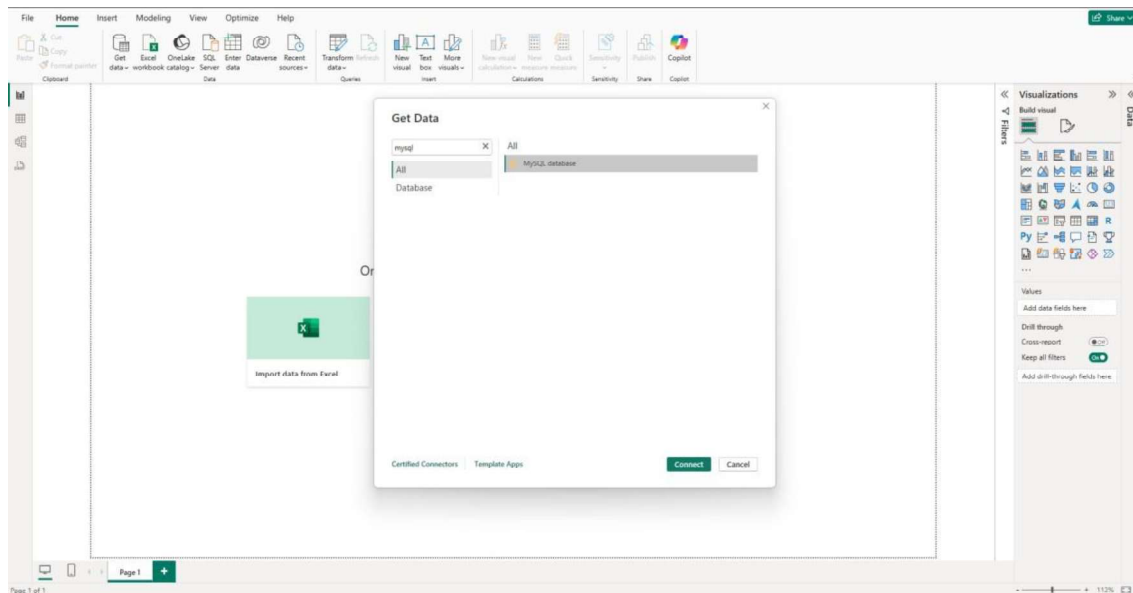 File Home Insert Modeling View Optimize Help
Share
Cut
Copy
Paste
Format painter
Get data
Excel workbook
OneLake catalog
SQL Server
Enter data
Dataverse
Recent sources
Transform data
Refresh
New visual
Text box
More visuals
New visual calculation
New measure
Quick measure
Sensitivity
Publish
Copilot
Clipboard
Data
Queries
Insert
Calculations
Sensitivity
Share
Copilot
Get Data
mysql
All
Database
All
MySQL database
Or
Import data from Excel
Certified Connectors
Template Apps
Connect
Cancel
Filters
Visualizations
Build visual
R
Py
Values
Add data fields here
Drill through
Cross-report
Off
Keep all filters
On
Add drill-through fields here
Data
Page 1
Page 1 of 1
112%